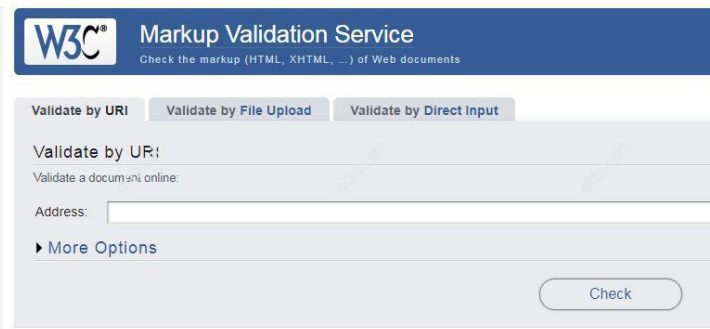 W3C®
Markup Validation Service
Check the markup (HTML, XHTML, …) of Web documents
Validate by URI
Validate by File Upload
Validate by Direct Input
Validate by URI
Validate a document online:
Address:
More Options
Check